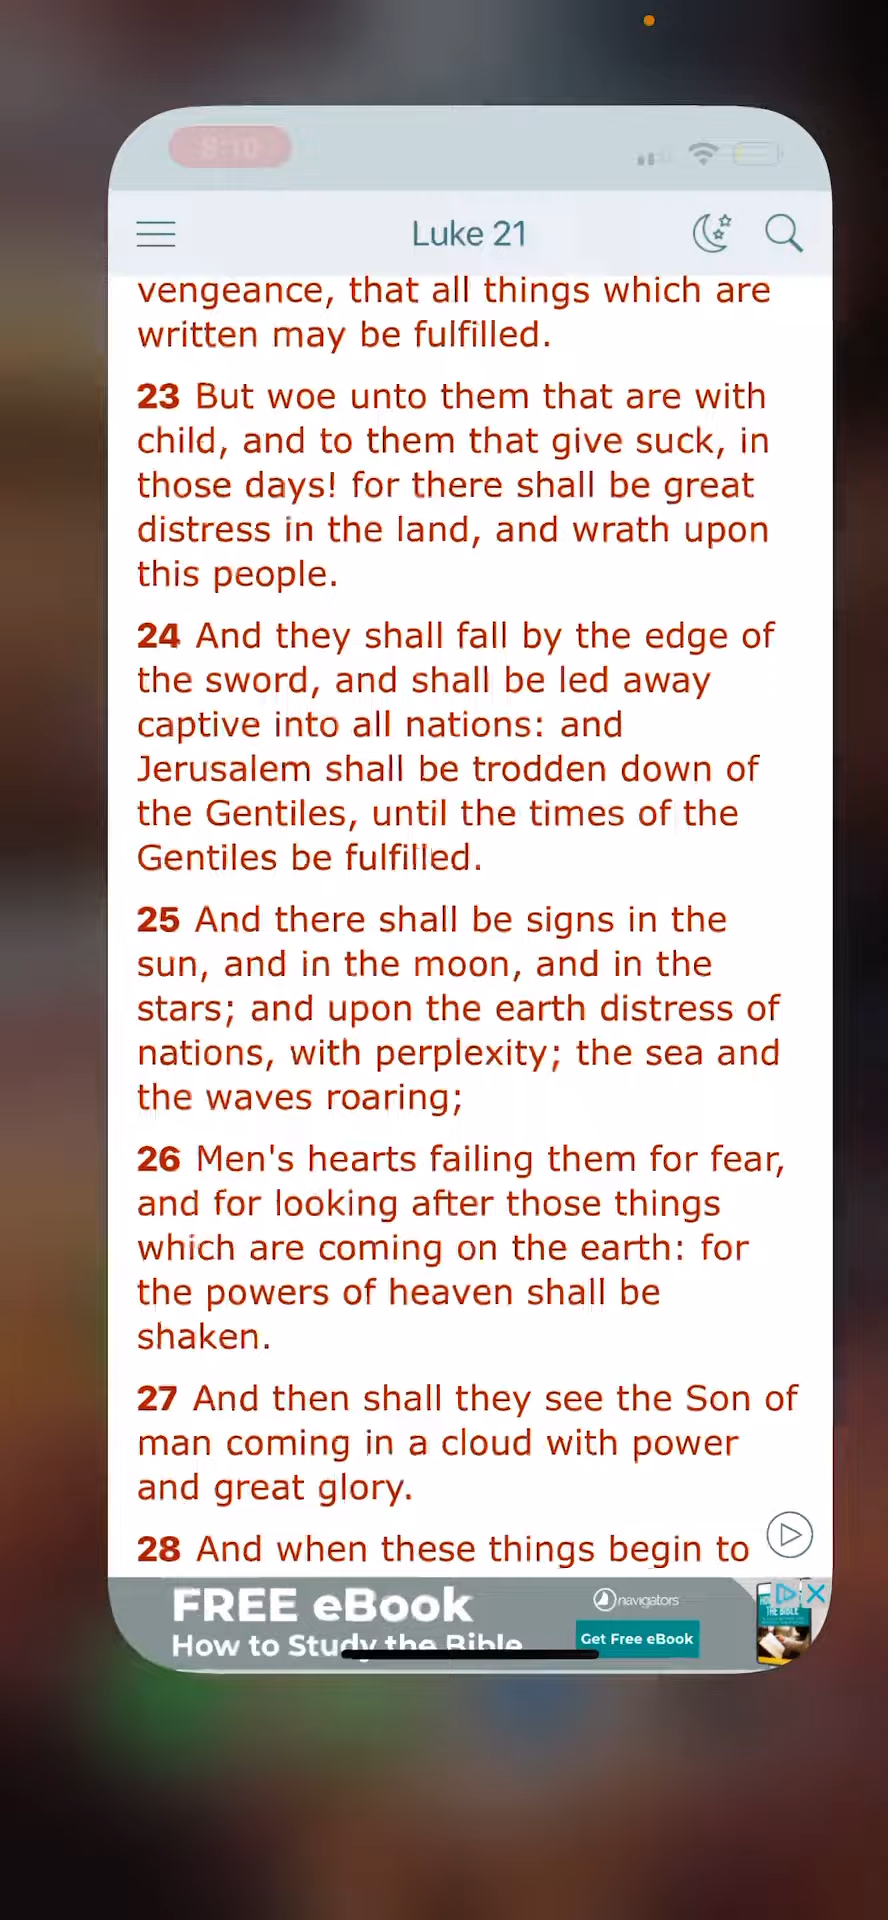 8:10
Luke 21
vengeance, that all things which are
written may be fulfilled.
23 But woe unto them that are with
child, and to them that give suck, in
those days! for there shall be great
distress in the land, and wrath upon
this people.
24 And they shall fall by the edge of
the sword, and shall be led away
captive into all nations: and
Jerusalem shall be trodden down of
the Gentiles, until the times of the
Gentiles be fulfilled.
25 And there shall be signs in the
sun, and in the moon, and in the
stars; and upon the earth distress of
nations, with perplexity; the sea and
the waves roaring;
26 Men's hearts failing them for fear,
and for looking after those things
which are coming on the earth: for
the powers of heaven shall be
shaken.
27 And then shall they see the Son of
man coming in a cloud with power
and great glory.
28 And when these things begin to
FREE eBook
How to Study the Bible
navigators
Get Free eBook
THE BIBLE